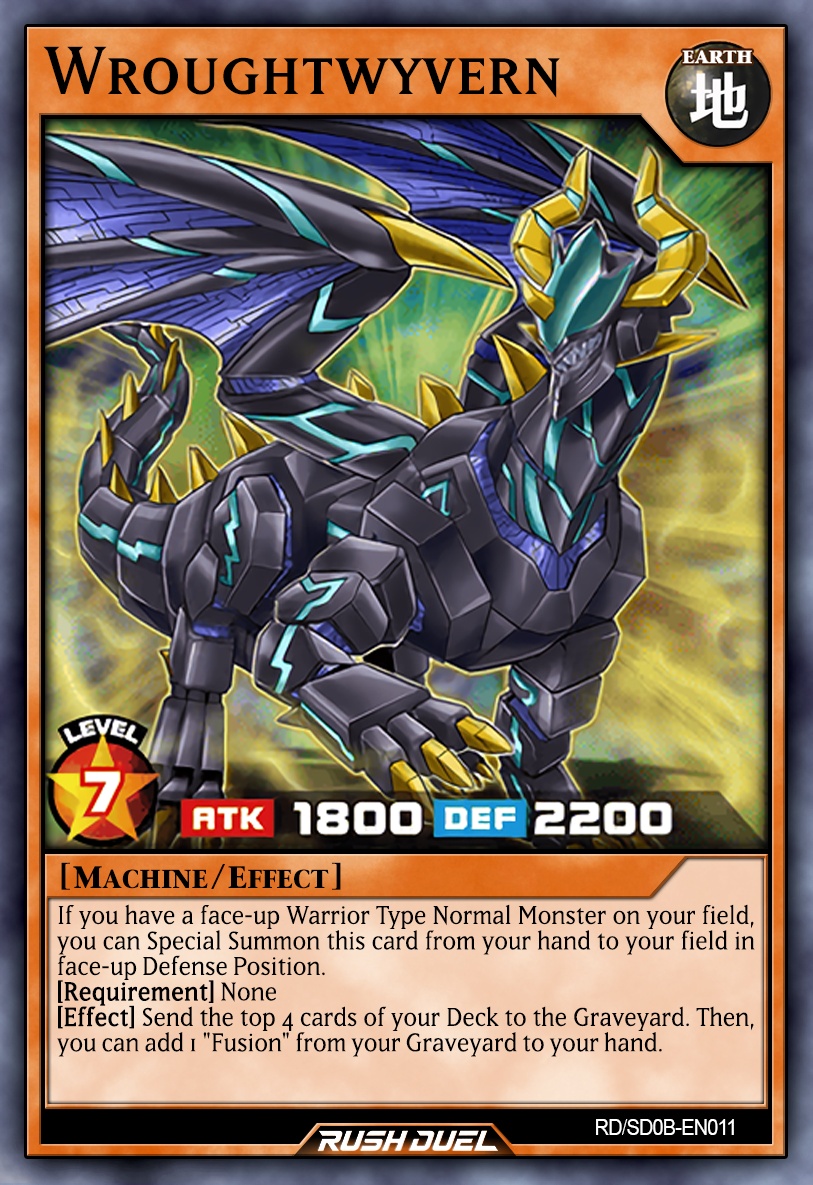 WROUGHTWYVERN
EARTH
地
LEVEL
7
ATK 1800 DEF 2200
[MACHINE/EFFECT]
If you have a face-up Warrior Type Normal Monster on your field,
you can Special Summon this card from your hand to your field in
face-up Defense Position.
[Requirement] None
[Effect] Send the top 4 cards of your Deck to the Graveyard. Then,
you can add 1 "Fusion" from your Graveyard to your hand.
RD/SD0B-EN011
RUSH DUEL